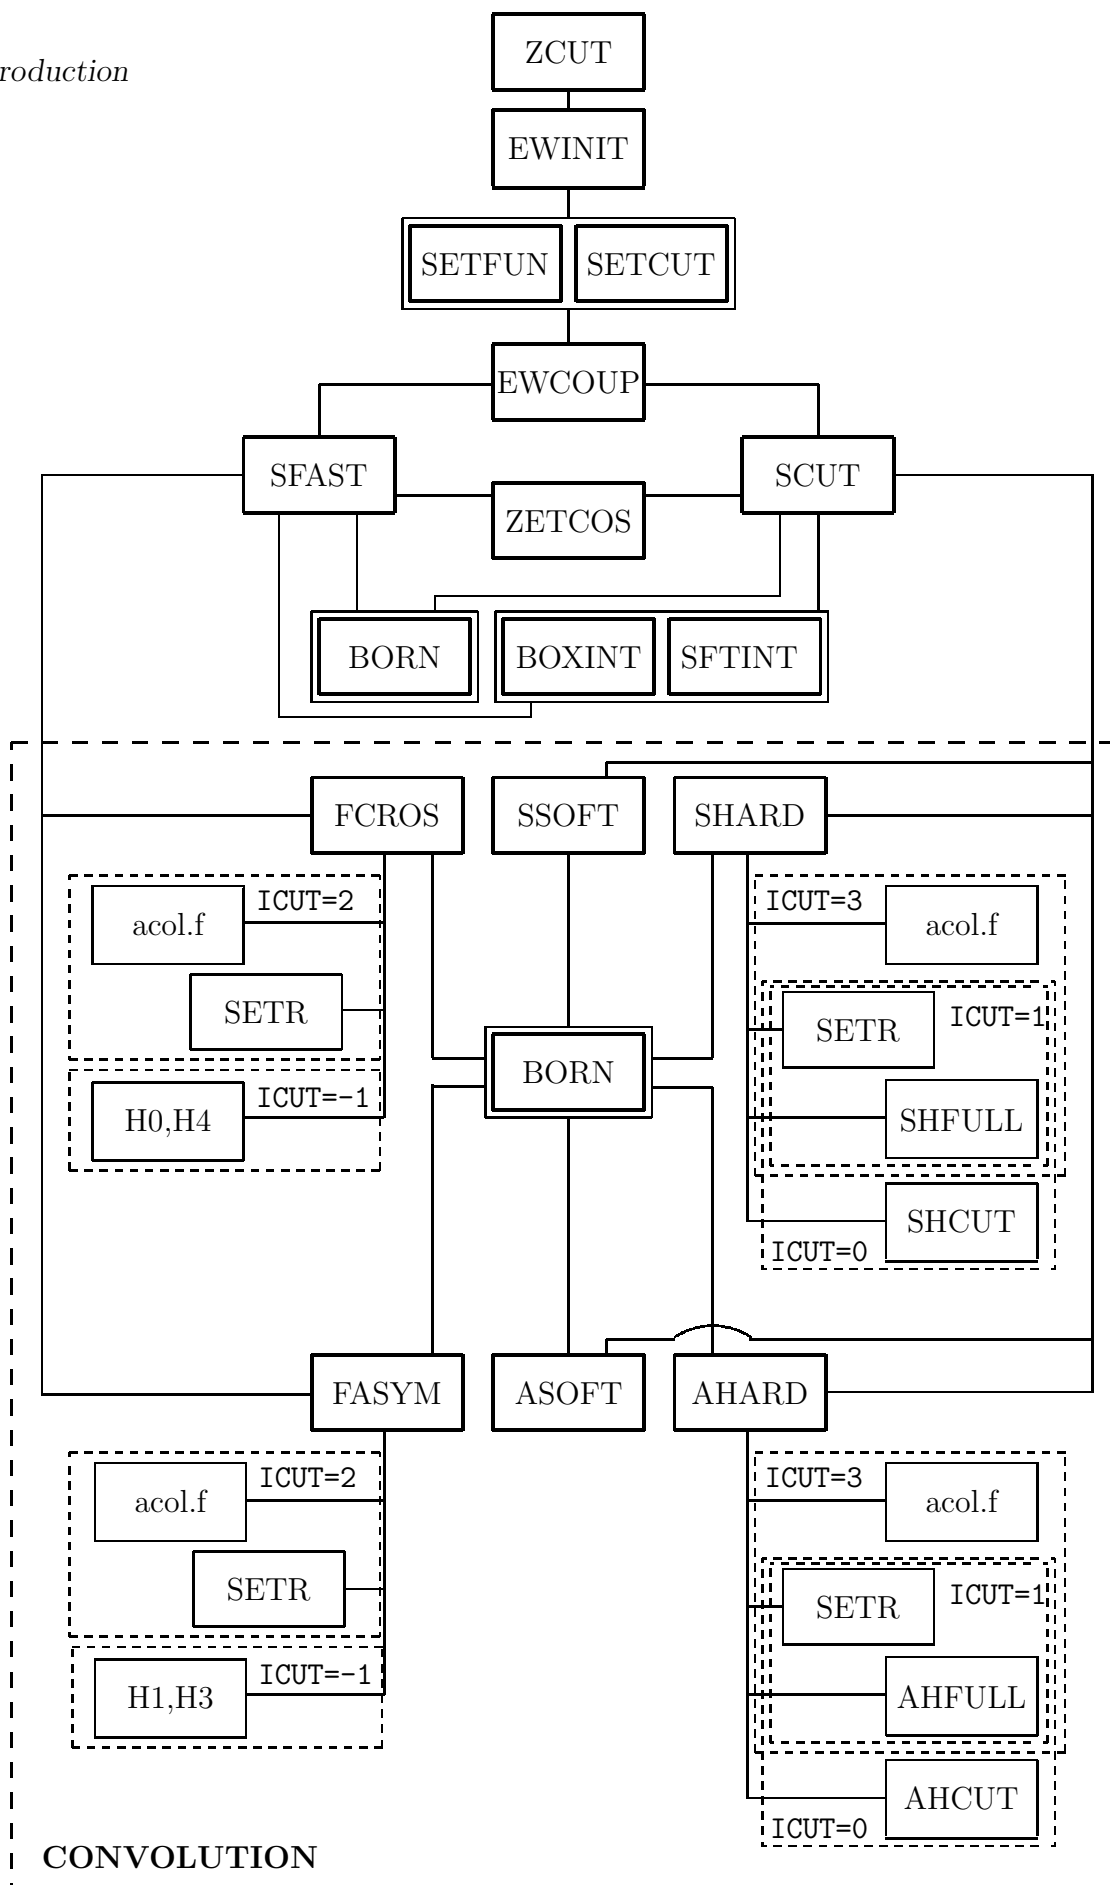 ZCUT
roduction
EWINIT
SETFUN SETCUT
EWCOUP
SFAST SCUT
ZETCOS
BORN BOXINT SFTINT
FCROS SSOFT SHARD
ICUT=2 ICUT=3
acol.f acol.f
SETR ICUT=1
SETR
BORN
ICUT=-1
H0,H4 SHFULL
SHCUT
ICUT=0
FASYM ASOFT AHARD
ICUT=2 ICUT=3
acol.f acol.f
SETR ICUT=1
SETR
ICUT=-1
H1,H3 AHFULL
AHCUT
ICUT=0
CONVOLUTION